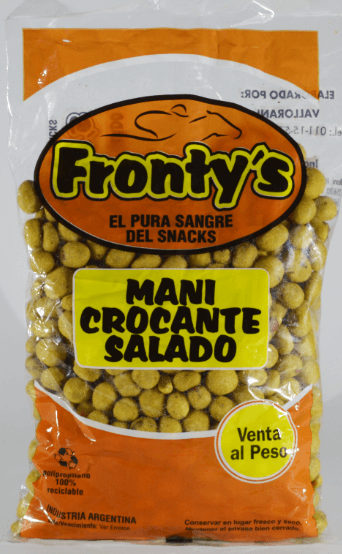 ELABORADO POR:
Fronty's
EL PURA SANGRE
DEL SNACKS
MANI
CROCANTE
SALADO
Venta
al Peso
polipropileno
100%
reciclable
INDUSTRIA ARGENTINA
Conservar en lugar fresco y seco.